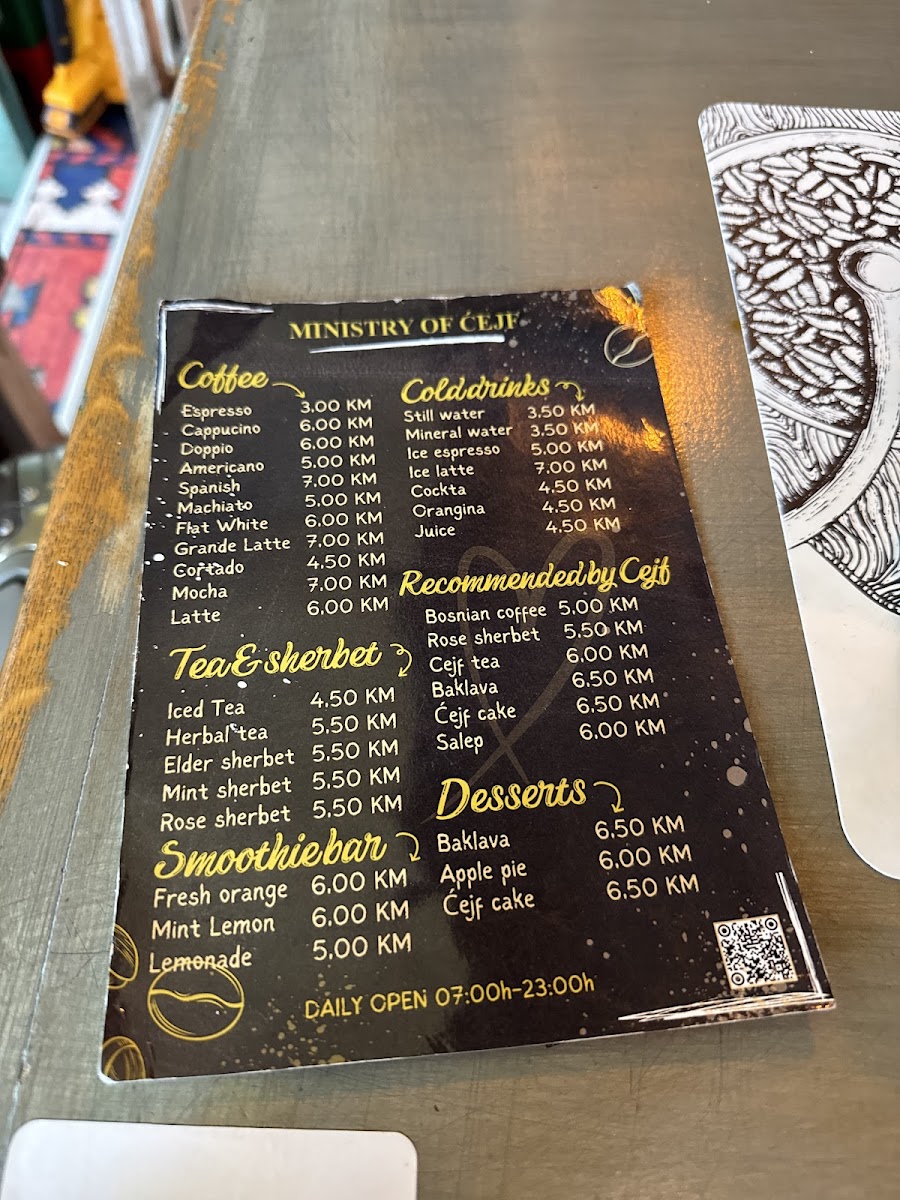 MINISTRY OF ĆEJF
Coffee
Espresso 3.00 KM
Cappucino 6.00 KM
Doppio 6.00 KM
Americano 5.00 KM
Spanish 7.00 KM
Machiato 5.00 KM
Flat White 6.00 KM
Grande Latte 7.00 KM
Cortado 4.50 KM
Mocha 7.00 KM
Latte 6.00 KM
Tea & sherbet
Iced Tea 4.50 KM
Herbal tea 5.50 KM
Elder sherbet 5.50 KM
Mint sherbet 5.50 KM
Rose sherbet 5.50 KM
Smoothie bar
Fresh orange 6.00 KM
Mint Lemon 6.00 KM
Lemonade 5.00 KM
Cold drinks
Still water 3.50 KM
Mineral water 3.50 KM
Ice espresso 5.00 KM
Ice latte 7.00 KM
Cockta 4.50 KM
Orangina 4.50 KM
Juice 4.50 KM
Recommended by Cejf
Bosnian coffee 5.00 KM
Rose sherbet 5.50 KM
Cejf tea 6.00 KM
Baklava 6.50 KM
Ćejf cake 6.50 KM
Salep 6.00 KM
Desserts
Baklava 6.50 KM
Apple pie 6.00 KM
Ćejf cake 6.50 KM
DAILY OPEN 07:00h-23:00h